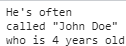 He's often
called "John Doe"
who is 4 years old